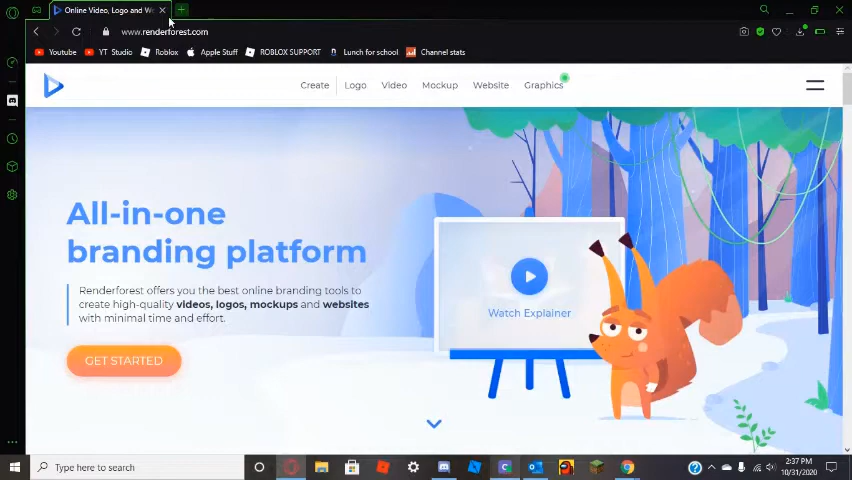 Online Video, Logo and We
www.renderforest.com
Youtube
YT Studio
Roblox
Apple Stuff
ROBLOX SUPPORT
Lunch for school
Channel stats
Create
Logo
Video
Mockup
Website
Graphics
All-in-one
branding platform
Renderforest offers you the best online branding tools to
create high-quality videos, logos, mockups and websites
with minimal time and effort.
GET STARTED
Watch Explainer
Type here to search
2:37 PM
10/31/2020